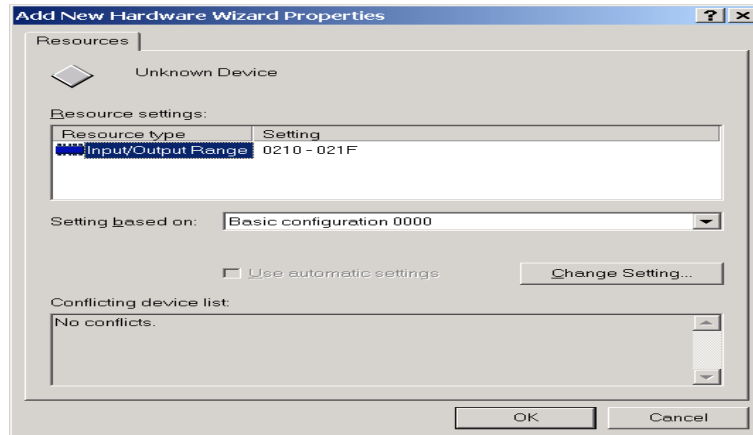 Add New Hardware Wizard Properties
Resources
Unknown Device
Resource settings:
Resource type Setting
Input/Output Range 0210 - 021F
Setting based on: Basic configuration 0000
Use automatic settings Change Setting...
Conflicting device list:
No conflicts.
OK Cancel